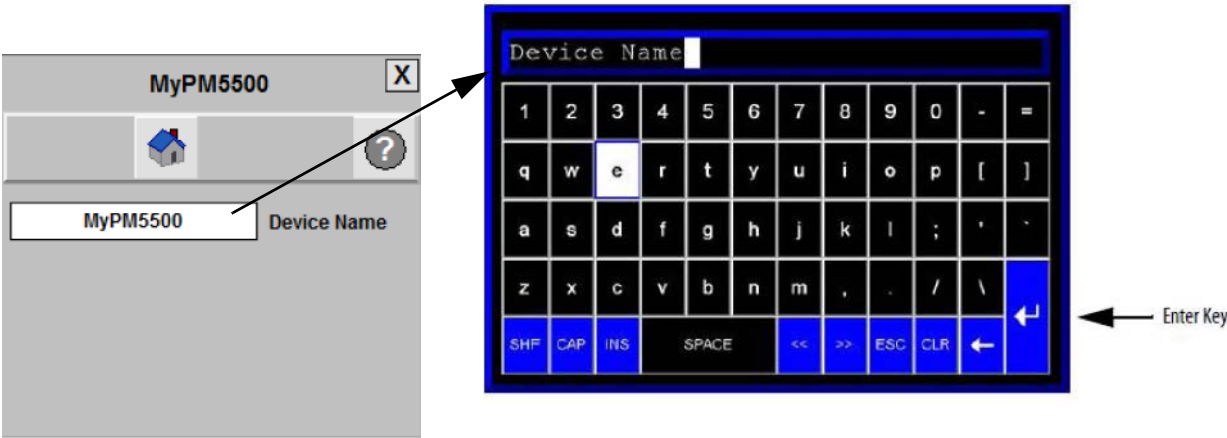 MyPM5500
X
?
MyPM5500 Device Name
Device Name
1 2 3 4 5 6 7 8 9 0 - =
q w e r t y u i o p [ ]
a s d f g h j k l ; ' `
z x c v b n m , . / \
SHF CAP INS SPACE << >> ESC CLR
Enter Key